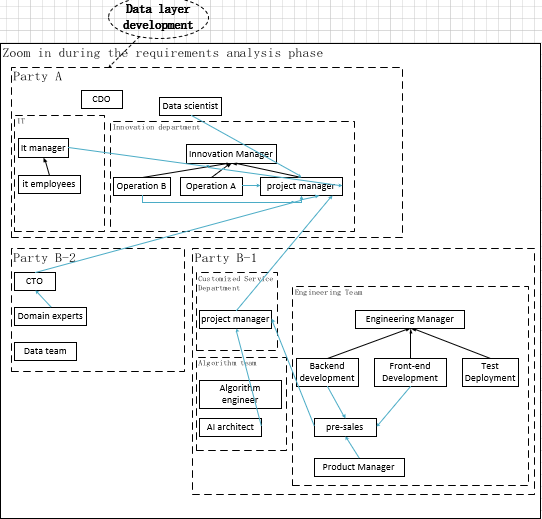 Data layer
development
Zoom in during the requirements analysis phase
Party A
CDO
Data scientist
IT
Innovation department
It manager
Innovation Manager
it employees
Operation B
Operation A
project manager
Party B-2
Party B-1
CTO
Customized Service
Department
Engineering Team
Domain experts
project manager
Engineering Manager
Data team
Algorithm team
Backend
development
Front-end
Development
Test
Deployment
Algorithm
engineer
AI architect
pre-sales
Product Manager